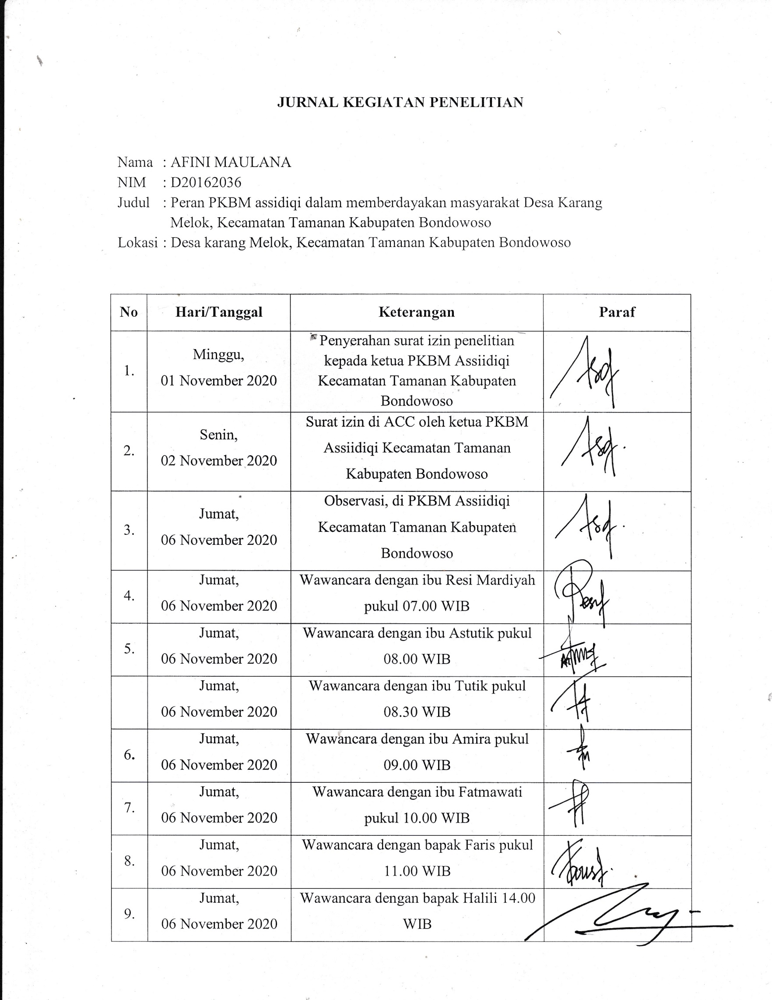 JURNAL KEGIATAN PENELITIAN
Nama : AFINI MAULANA
NIM : D20162036
Judul : Peran PKBM assidiqi dalam memberdayakan masyarakat Desa Karang
Melok, Kecamatan Tamanan Kabupaten Bondowoso
Lokasi : Desa karang Melok, Kecamatan Tamanan Kabupaten Bondowoso
No Hari/Tanggal Keterangan Paraf
1.
Minggu,
01 November 2020
Penyerahan surat izin penelitian
kepada ketua PKBM Assiidiqi
Kecamatan Tamanan Kabupaten
Bondowoso
2.
Senin,
02 November 2020
Surat izin di ACC oleh ketua PKBM
Assiidiqi Kecamatan Tamanan
Kabupaten Bondowoso
3.
Jumat,
06 November 2020
Observasi, di PKBM Assiidiqi
Kecamatan Tamanan Kabupaten
Bondowoso
4.
Jumat,
06 November 2020
Wawancara dengan ibu Resi Mardiyah
pukul 07.00 WIB
5.
Jumat,
06 November 2020
Wawancara dengan ibu Astutik pukul
08.00 WIB
Jumat,
06 November 2020
Wawancara dengan ibu Tutik pukul
08.30 WIB
6.
Jumat,
06 November 2020
Wawancara dengan ibu Amira pukul
09.00 WIB
7.
Jumat,
06 November 2020
Wawancara dengan ibu Fatmawati
pukul 10.00 WIB
8.
Jumat,
06 November 2020
Wawancara dengan bapak Faris pukul
11.00 WIB
9.
Jumat,
06 November 2020
Wawancara dengan bapak Halili 14.00
WIB